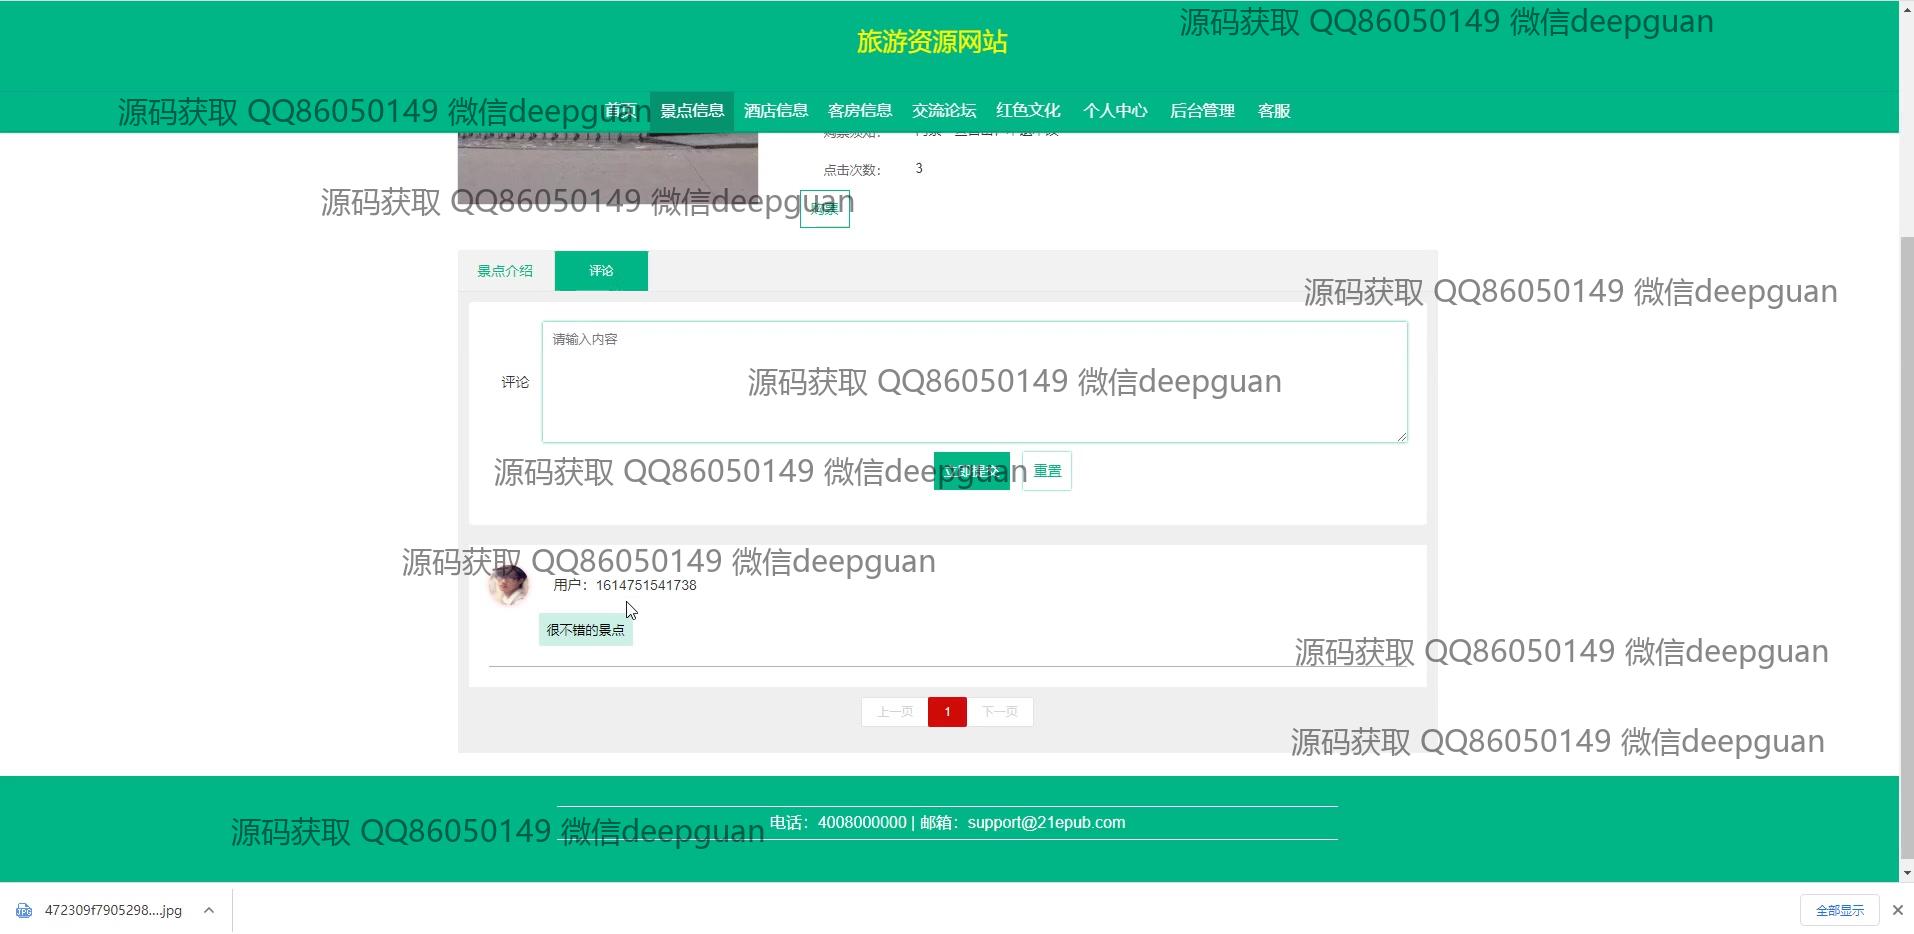 源码获取 QQ86050149 微信deepguan
旅游资源网站
源码获取 QQ86050149 微信deepguan
首页 景点信息 酒店信息 客房信息 交流论坛 红色文化 个人中心 后台管理 客服
点击次数： 3
源码获取 QQ86050149 微信deepguan
购票
景点介绍 评论
源码获取 QQ86050149 微信deepguan
请输入内容
评论
源码获取 QQ86050149 微信deepguan
源码获取 QQ86050149 微信deepguan
立即提交 重置
源码获取 QQ86050149 微信deepguan
用户：1614751541738
很不错的景点
源码获取 QQ86050149 微信deepguan
上一页 1 下一页
源码获取 QQ86050149 微信deepguan
源码获取 QQ86050149 微信deepguan
电话：4008000000 | 邮箱：support@21epub.com
472309f7905298....jpg
全部显示